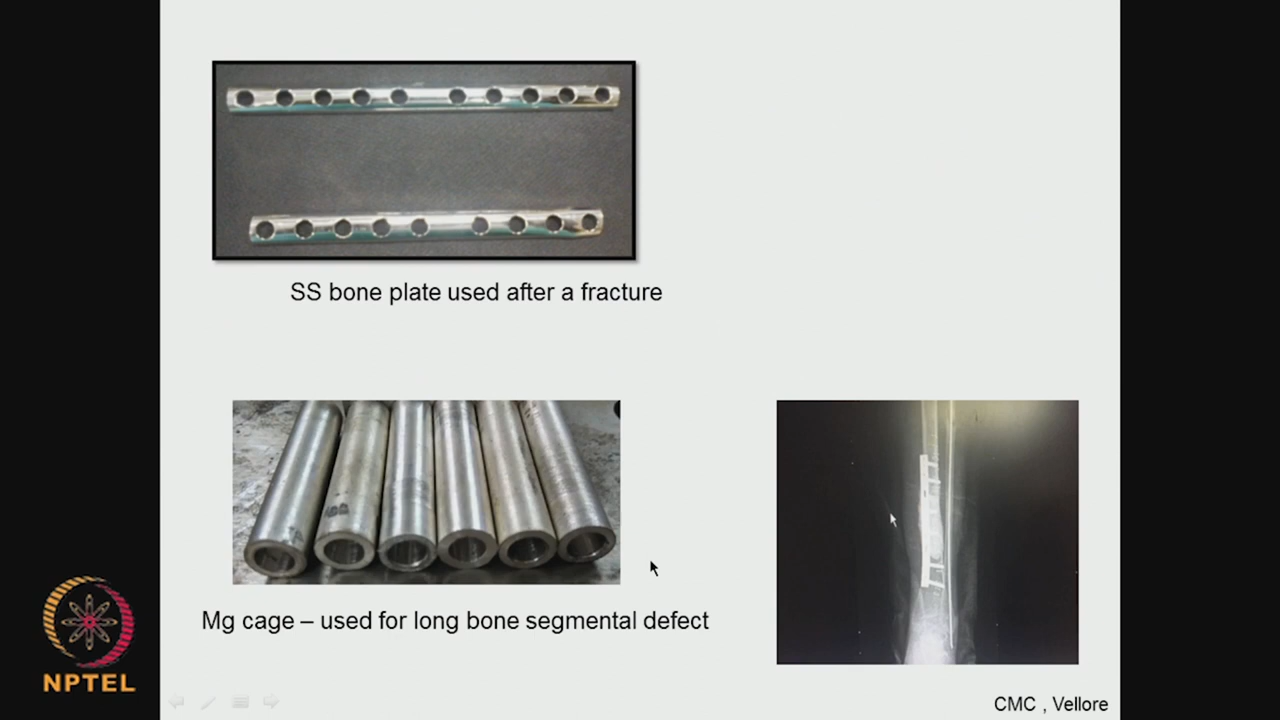 SS bone plate used after a fracture
Mg cage – used for long bone segmental defect
NPTEL
CMC , Vellore